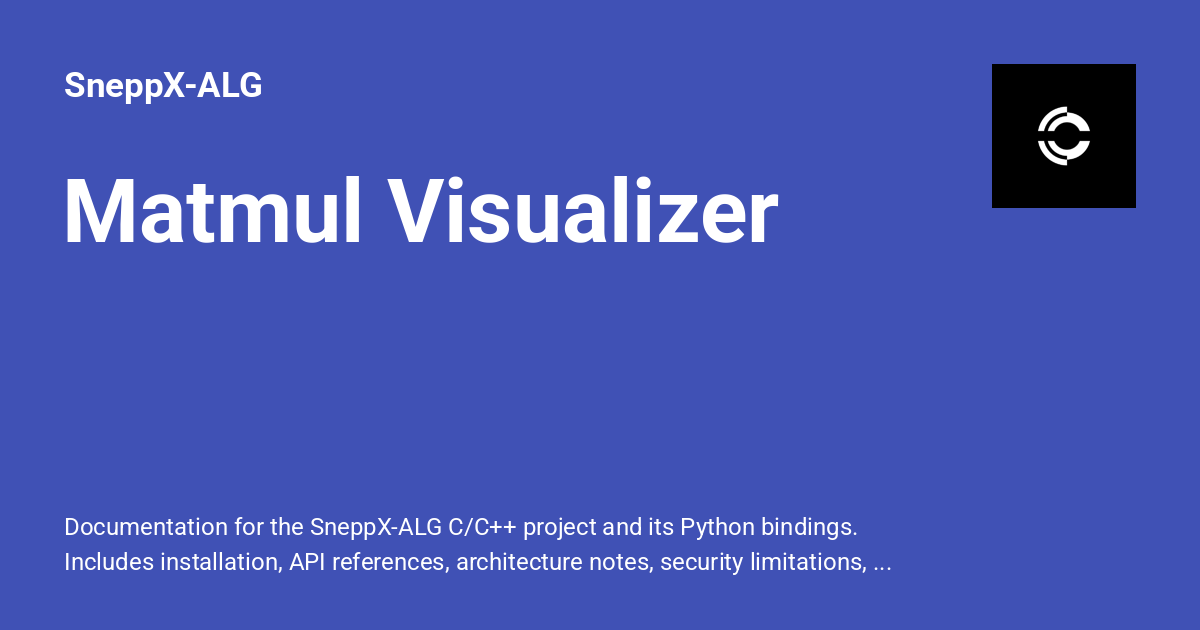 SneppX-ALG
Matmul Visualizer
Documentation for the SneppX-ALG C/C++ project and its Python bindings.
Includes installation, API references, architecture notes, security limitations, ...